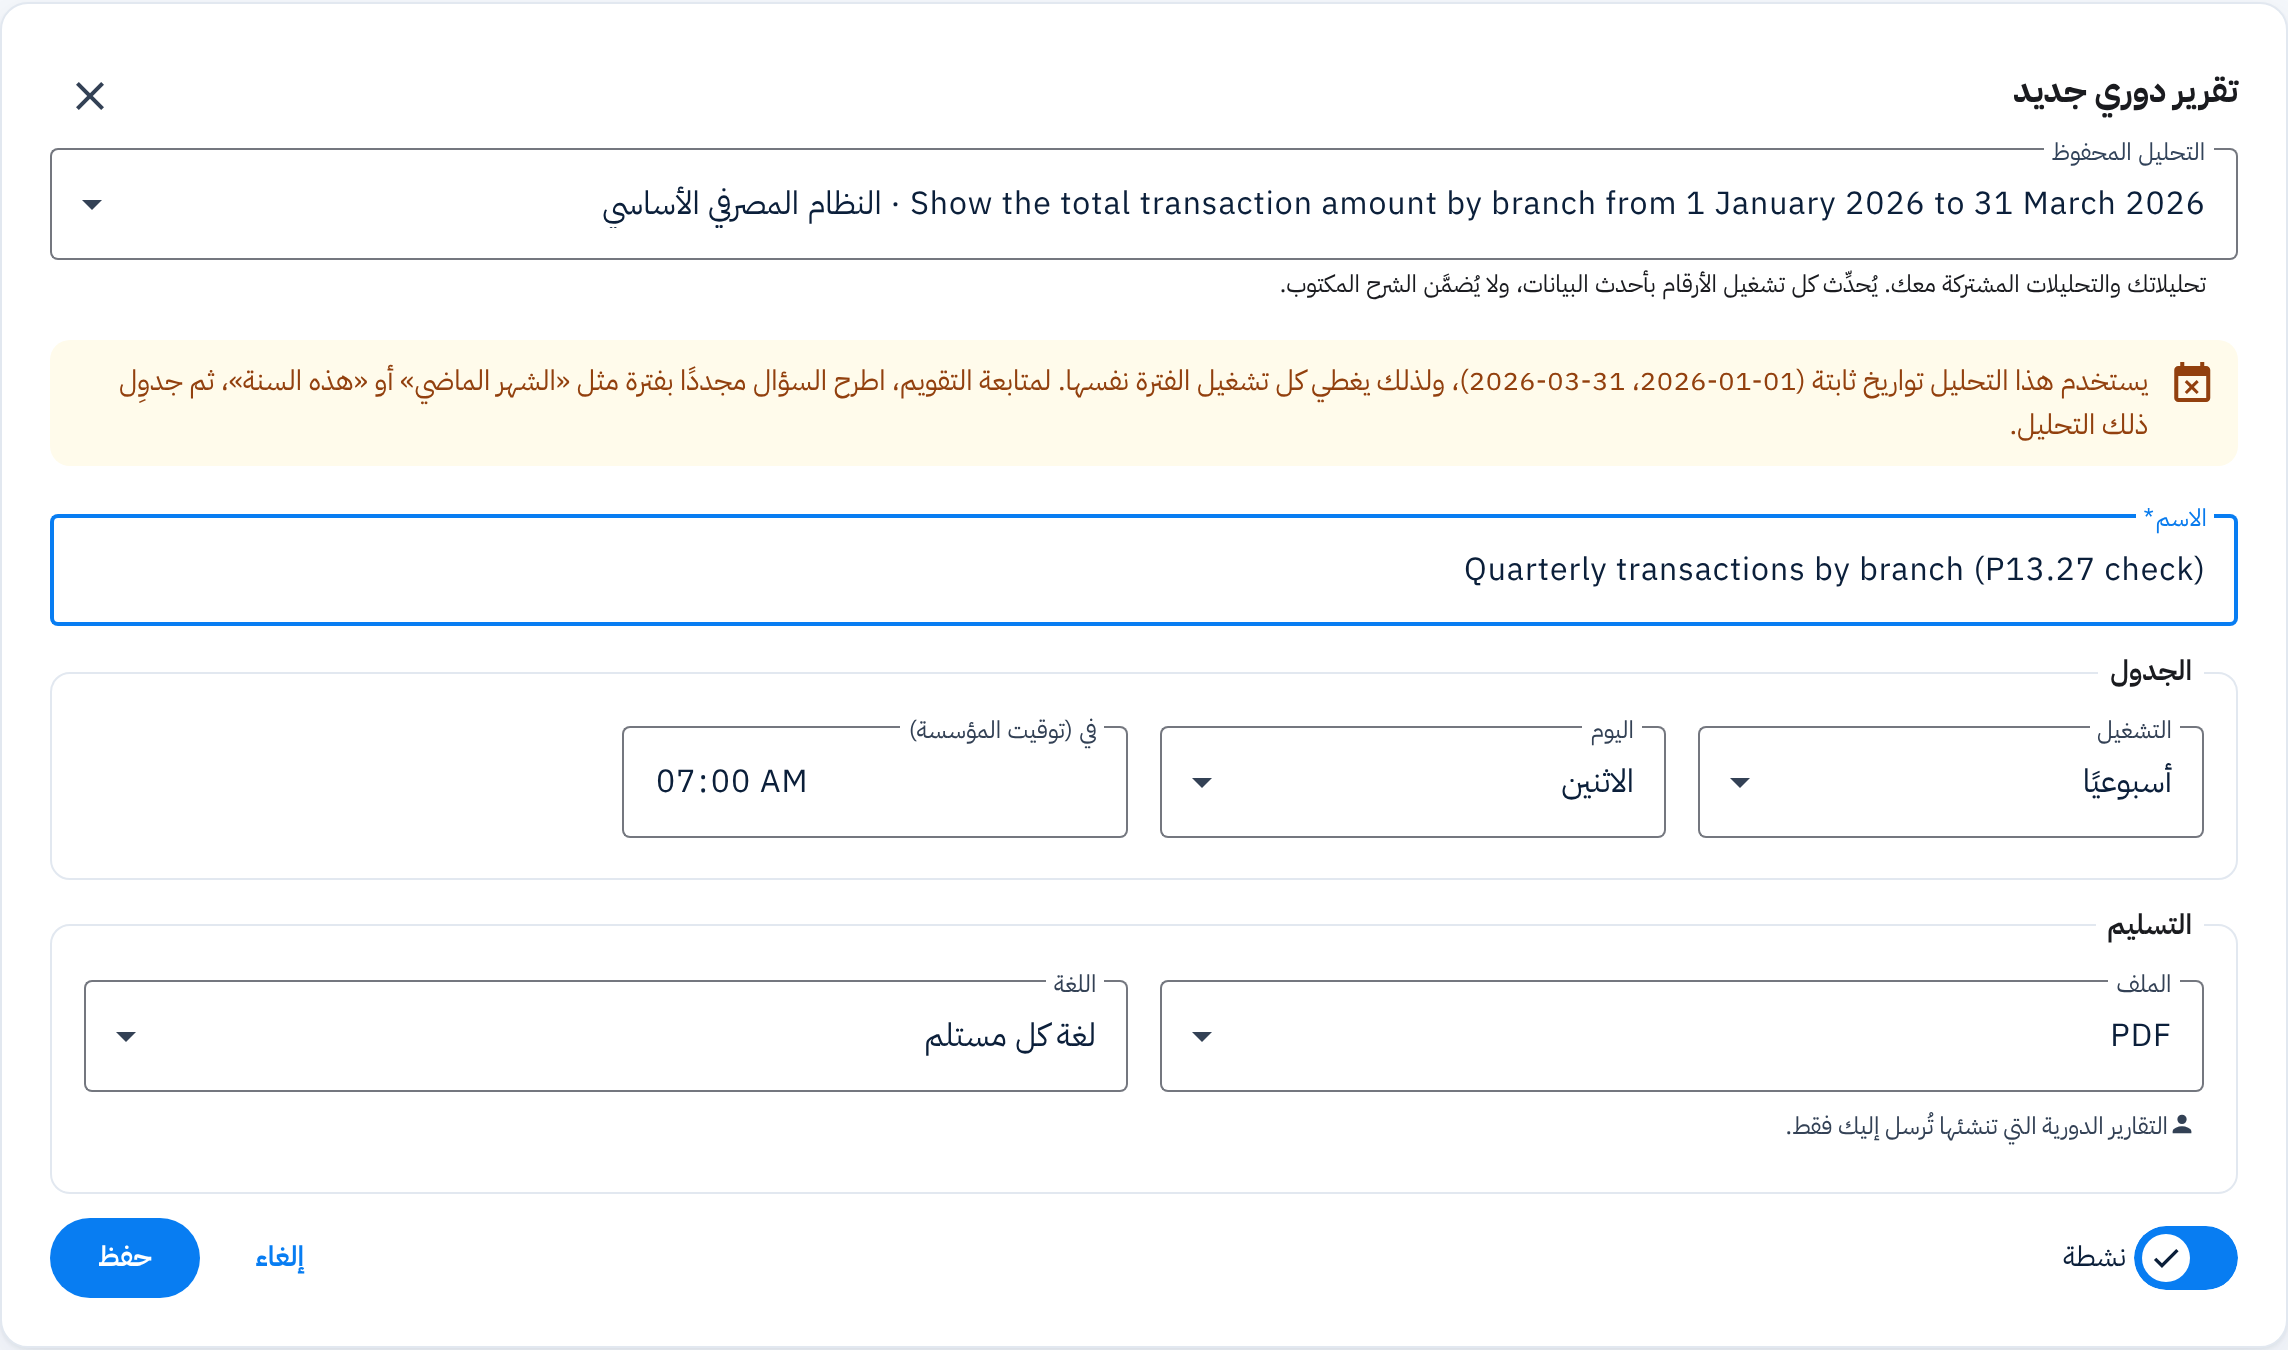 تقرير دوري جديد
التحليل المحفوظ
Show the total transaction amount by branch from 1 January 2026 to 31 March 2026 · النظام المصرفي الأساسي
تحليلاتك والتحليلات المشتركة معك. يُحدِّث كل تشغيل الأرقام بأحدث البيانات، ولا يُضمَّن الشرح المكتوب.
يستخدم هذا التحليل تواريخ ثابتة (2026-01-01، 2026-03-31)، ولذلك يغطي كل تشغيل الفترة نفسها. لمتابعة التقويم، اطرح السؤال مجددًا بفترة مثل «الشهر الماضي» أو «هذه السنة»، ثم جدوِل
ذلك التحليل.
الاسم*
Quarterly transactions by branch (P13.27 check)
الجدول
التشغيل
أسبوعيًا
اليوم
الاثنين
في (توقيت المؤسسة)
07:00 AM
التسليم
الملف
PDF
اللغة
لغة كل مستلم
التقارير الدورية التي تنشئها تُرسل إليك فقط.
نشطة
إلغاء
حفظ